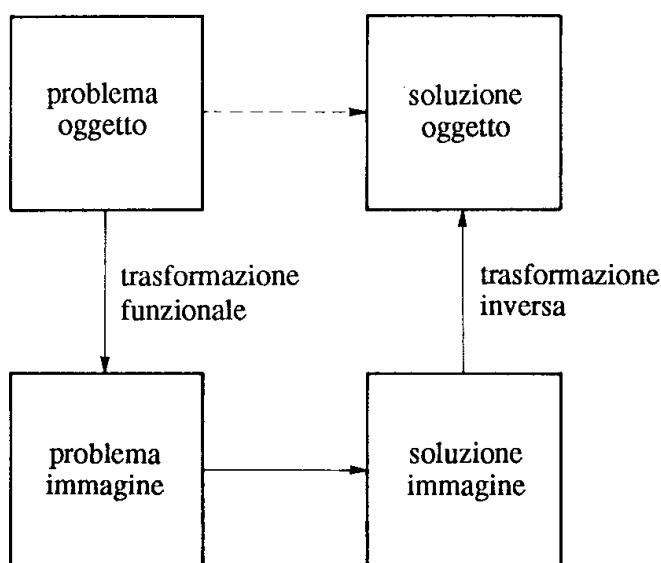 problema
oggetto
soluzione
oggetto
trasformazione
funzionale
trasformazione
inversa
problema
immagine
soluzione
immagine